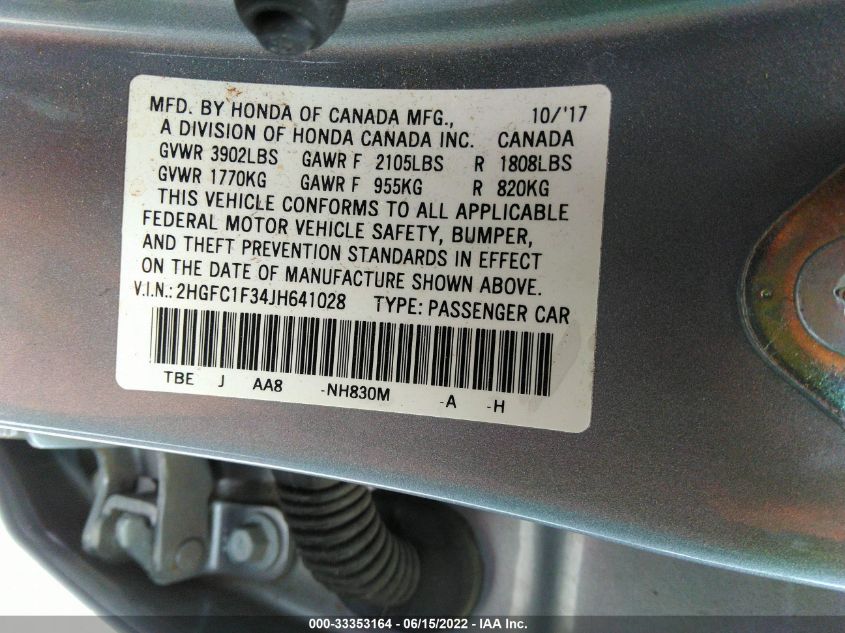 MFD. BY HONDA OF CANADA MFG., 10/'17
A DIVISION OF HONDA CANADA INC. CANADA
GVWR 3902LBS GAWR F 2105LBS R 1808LBS
GVWR 1770KG GAWR F 955KG R 820KG
THIS VEHICLE CONFORMS TO ALL APPLICABLE
FEDERAL MOTOR VEHICLE SAFETY, BUMPER,
AND THEFT PREVENTION STANDARDS IN EFFECT
ON THE DATE OF MANUFACTURE SHOWN ABOVE.
V.I.N.: 2HGFC1F34JH641028 TYPE: PASSENGER CAR
TBE J AA8 -NH830M -A -H
000-33353164 - 06/15/2022 - IAA Inc.